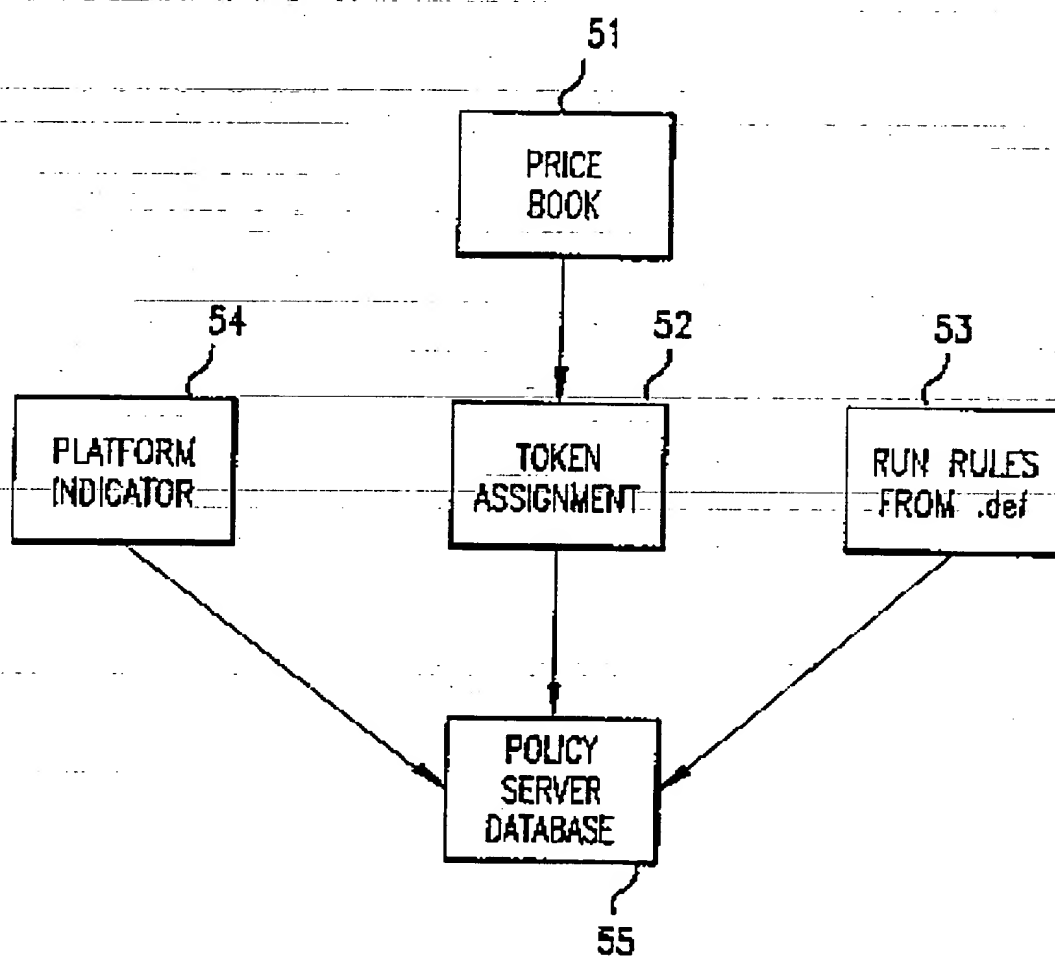 51
PRICE
BOOK
54
52
53
PLATFORM
INDICATOR
TOKEN
ASSIGNMENT
RUN RULES
FROM .def
POLICY
SERVER
DATABASE
55